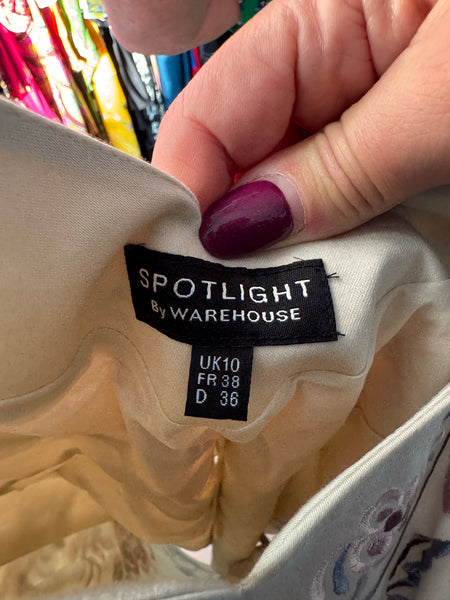 SPOTLIGHT
By WAREHOUSE
UK10
FR 38
D 36